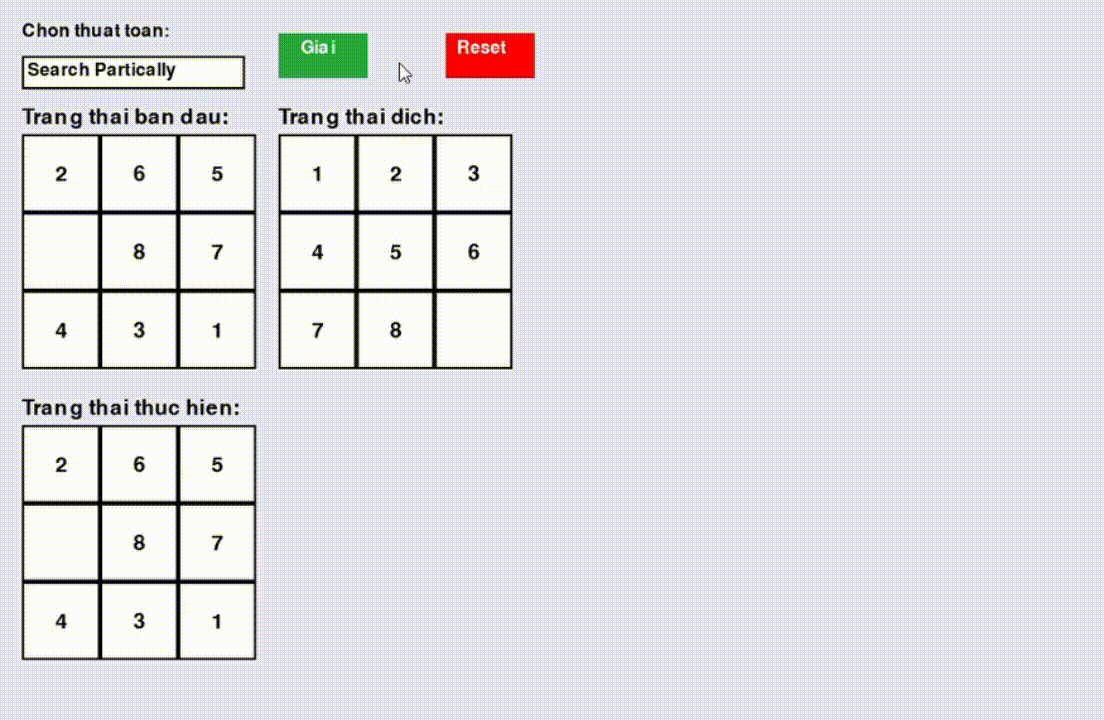 Chon thuat toan:
Giai
Reset
Search Partically
Trang thai ban dau:
Trang thai dich:
2 6 5
8 7
4 3 1
1 2 3
4 5 6
7 8
Trang thai thuc hien:
2 6 5
8 7
4 3 1